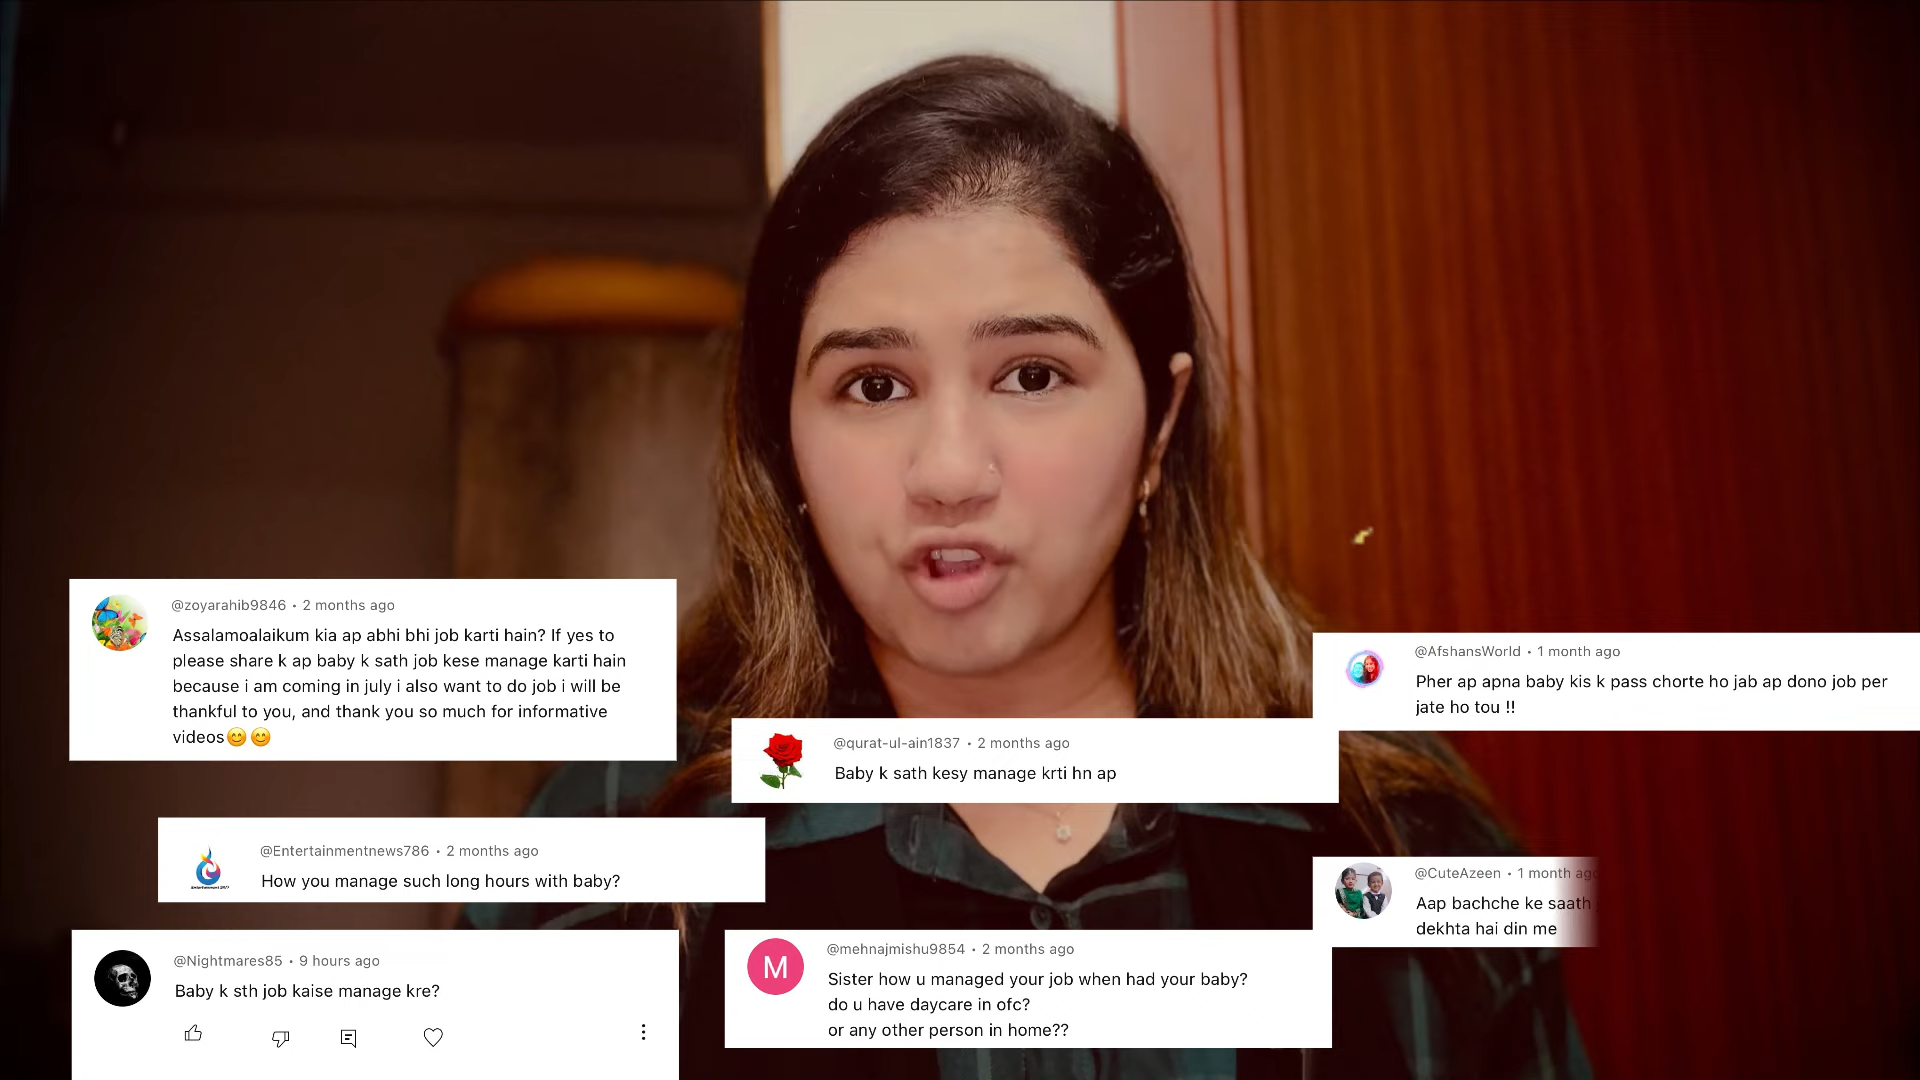 @zoyarahib9846 • 2 months ago
Assalamoalaikum kia ap abhi bhi job karti hain? If yes to
please share k ap baby k sath job kese manage karti hain
because i am coming in july i also want to do job i will be
thankful to you, and thank you so much for informative
videos😊😊
@AfshansWorld • 1 month ago
Pher ap apna baby kis k pass chorte ho jab ap dono job per
jate ho tou !!
@qurat-ul-ain1837 • 2 months ago
Baby k sath kesy manage krti hn ap
@Entertainmentnews786 • 2 months ago
How you manage such long hours with baby?
@CuteAzeen • 1 month ago
Aap bachche ke saath
dekhta hai din me
@Nightmares85 • 9 hours ago
Baby k sth job kaise manage kre?
M
@mehnajmishu9854 • 2 months ago
Sister how u managed your job when had your baby?
do u have daycare in ofc?
or any other person in home??